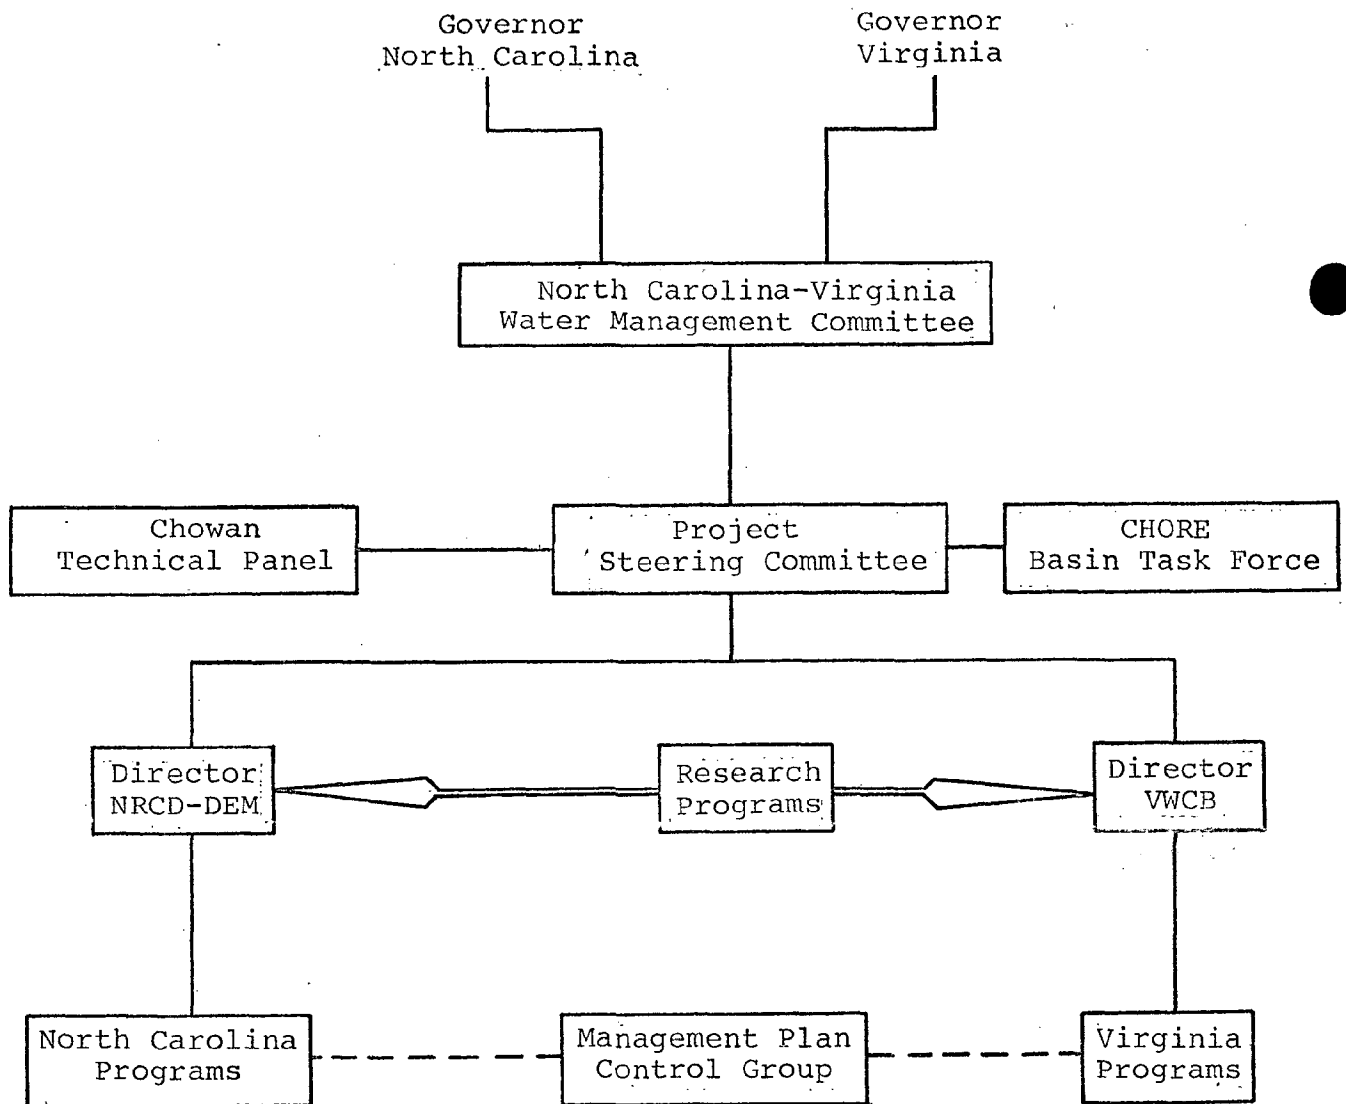 Governor
North Carolina
Governor
Virginia
North Carolina-Virginia
Water Management Committee
Chowan
Technical Panel
Project
Steering Committee
CHORE
Basin Task Force
Director
NRCD-DEM
Research
Programs
Director
VWCB
North Carolina
Programs
Management Plan
Control Group
Virginia
Programs